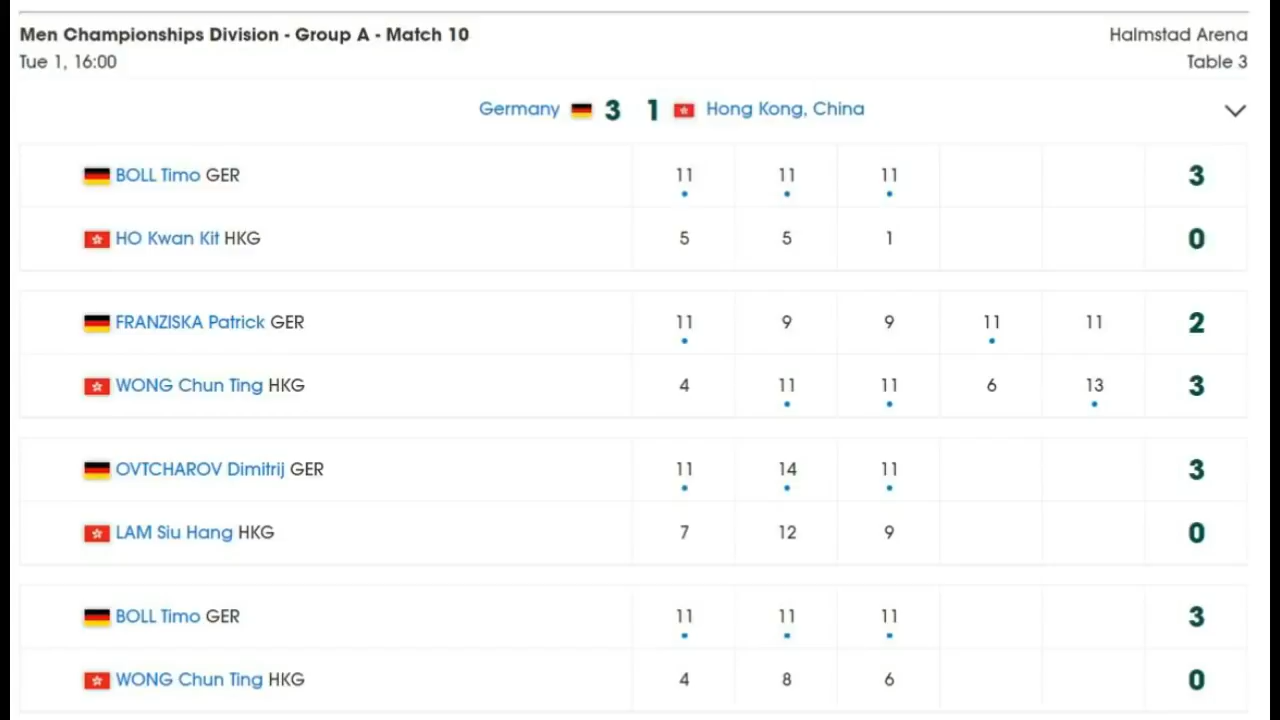 Men Championships Division - Group A - Match 10 Halmstad Arena
Tue 1, 16:00 Table 3
Germany 3 1 Hong Kong, China
BOLL Timo GER 11 11 11 3
HO Kwan Kit HKG 5 5 1 0
FRANZISKA Patrick GER 11 9 9 11 11 2
WONG Chun Ting HKG 4 11 11 6 13 3
OVTCHAROV Dimitrij GER 11 14 11 3
LAM Siu Hang HKG 7 12 9 0
BOLL Timo GER 11 11 11 3
WONG Chun Ting HKG 4 8 6 0